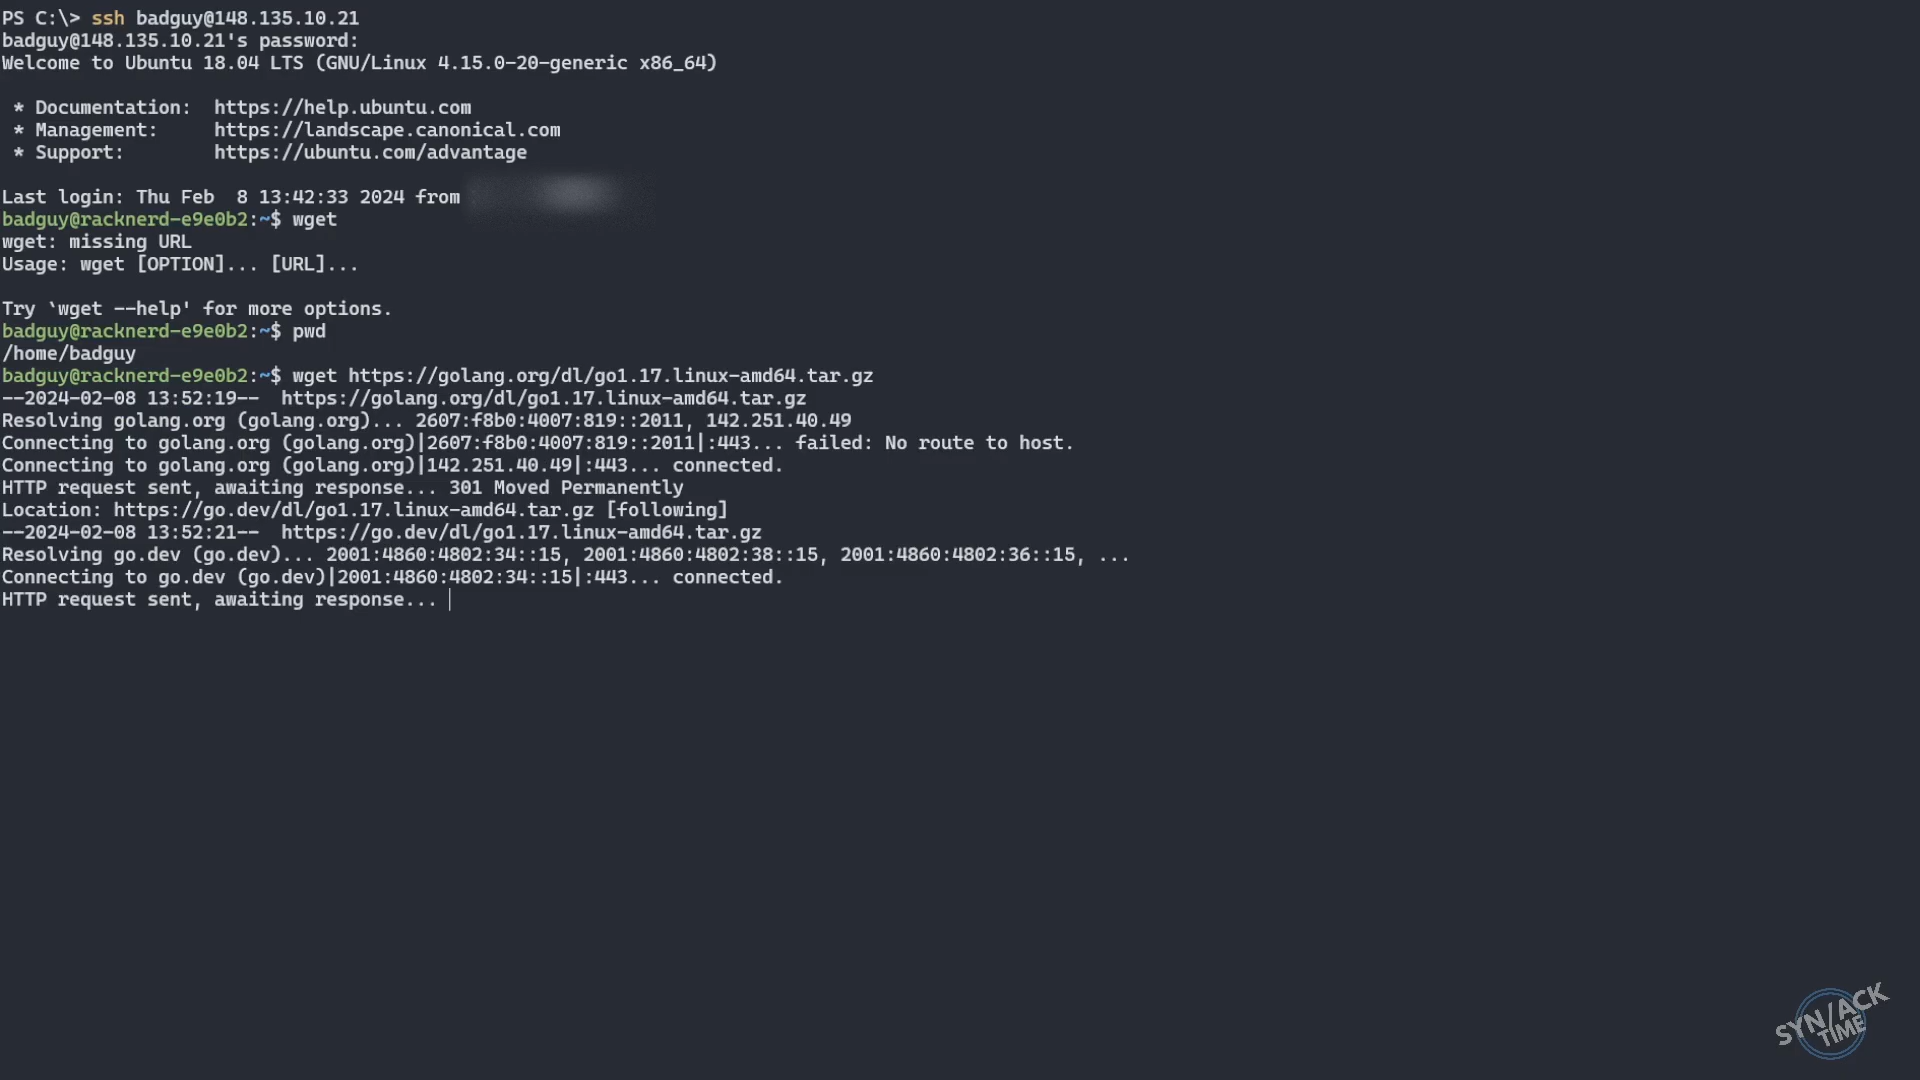 PS C:\> ssh badguy@148.135.10.21
badguy@148.135.10.21's password:
Welcome to Ubuntu 18.04 LTS (GNU/Linux 4.15.0-20-generic x86_64)
* Documentation:  https://help.ubuntu.com
* Management:     https://landscape.canonical.com
* Support:        https://ubuntu.com/advantage
Last login: Thu Feb  8 13:42:33 2024 from
badguy@racknerd-e9e0b2:~$ wget
wget: missing URL
Usage: wget [OPTION]... [URL]...
Try `wget --help' for more options.
badguy@racknerd-e9e0b2:~$ pwd
/home/badguy
badguy@racknerd-e9e0b2:~$ wget https://golang.org/dl/go1.17.linux-amd64.tar.gz
--2024-02-08 13:52:19--  https://golang.org/dl/go1.17.linux-amd64.tar.gz
Resolving golang.org (golang.org)... 2607:f8b0:4007:819::2011, 142.251.40.49
Connecting to golang.org (golang.org)|2607:f8b0:4007:819::2011|:443... failed: No route to host.
Connecting to golang.org (golang.org)|142.251.40.49|:443... connected.
HTTP request sent, awaiting response... 301 Moved Permanently
Location: https://go.dev/dl/go1.17.linux-amd64.tar.gz [following]
--2024-02-08 13:52:21--  https://go.dev/dl/go1.17.linux-amd64.tar.gz
Resolving go.dev (go.dev)... 2001:4860:4802:34::15, 2001:4860:4802:38::15, 2001:4860:4802:36::15, ...
Connecting to go.dev (go.dev)|2001:4860:4802:34::15|:443... connected.
HTTP request sent, awaiting response...
SYN/ACK
TIME